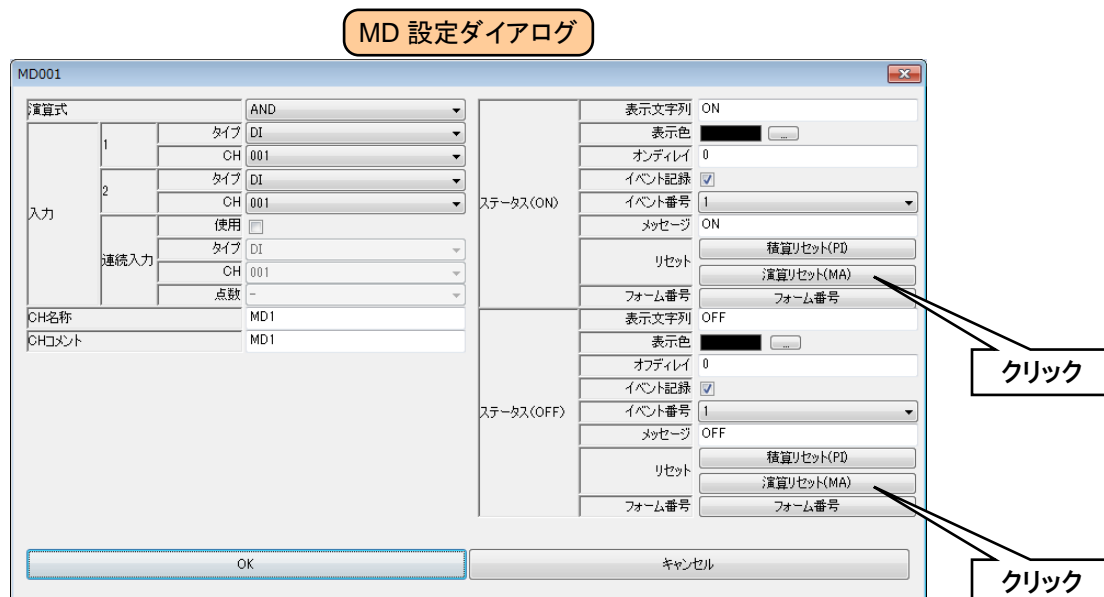 MD 設定ダイアログ
MD001
演算式 AND
入力
1 タイプ DI
CH 001
2 タイプ DI
CH 001
連続入力 使用
タイプ DI
CH 001
点数 -
CH名称 MD1
CHコメント MD1
ステータス(ON)
表示文字列 ON
表示色 ...
オンディレイ 0
イベント記録
イベント番号 1
メッセージ ON
リセット 積算リセット(PI)
演算リセット(MA)
フォーム番号 フォーム番号
ステータス(OFF)
表示文字列 OFF
表示色 ...
オフディレイ 0
イベント記録
イベント番号 1
メッセージ OFF
リセット 積算リセット(PI)
演算リセット(MA)
フォーム番号 フォーム番号
クリック
クリック
OK キャンセル